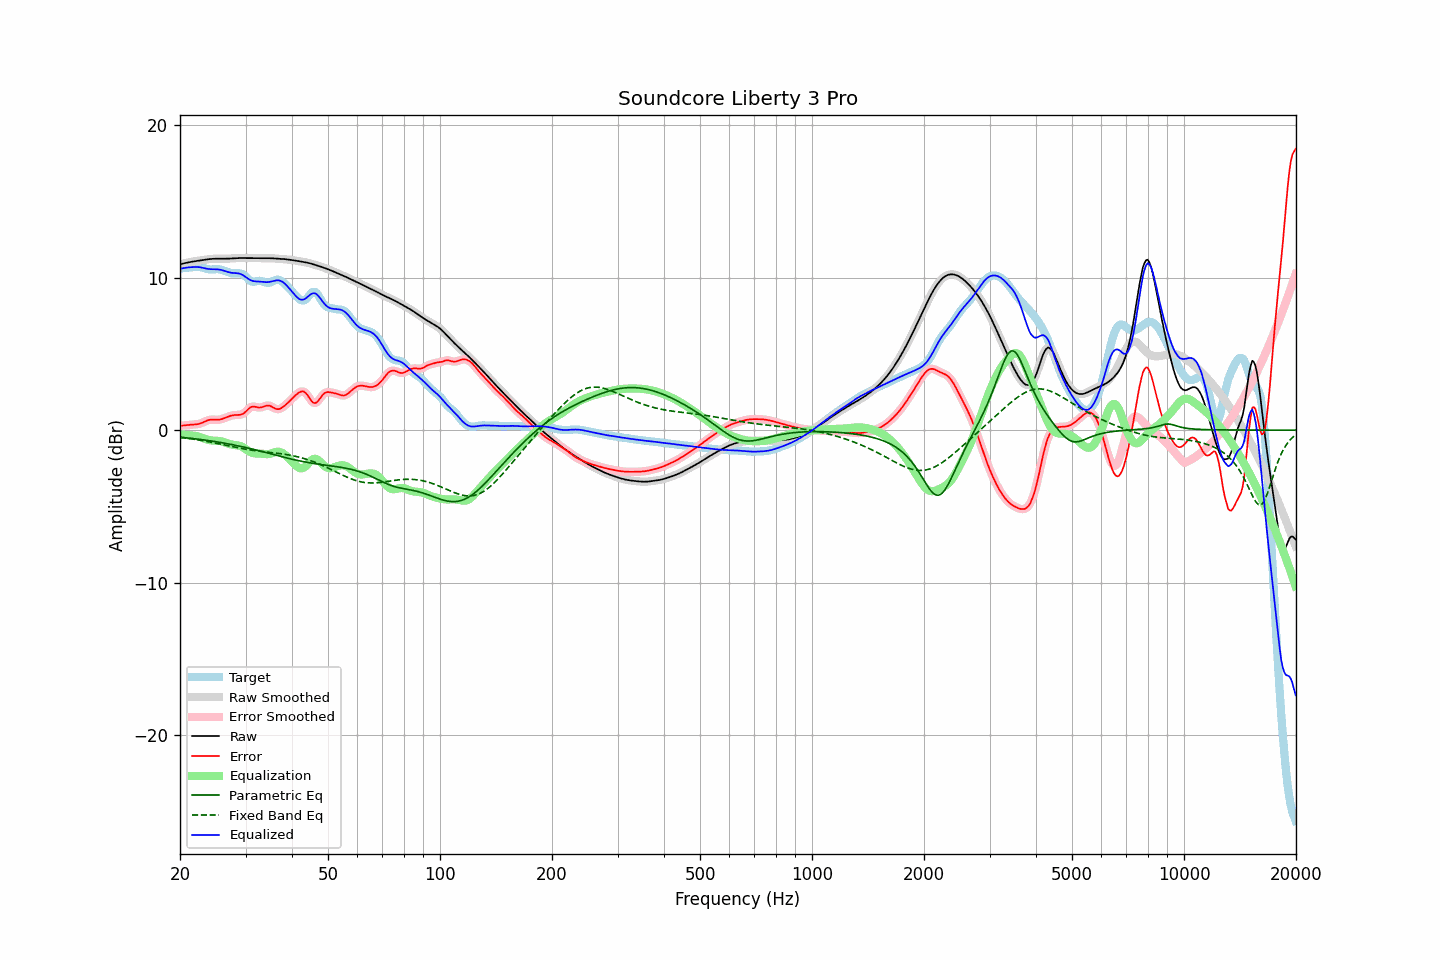 Soundcore Liberty 3 Pro
20
10
0
−10
−20
Amplitude (dBr)
Target
Raw Smoothed
Error Smoothed
Raw
Error
Equalization
Parametric Eq
Fixed Band Eq
Equalized
20 50 100 200 500 1000 2000 5000 10000 20000
Frequency (Hz)